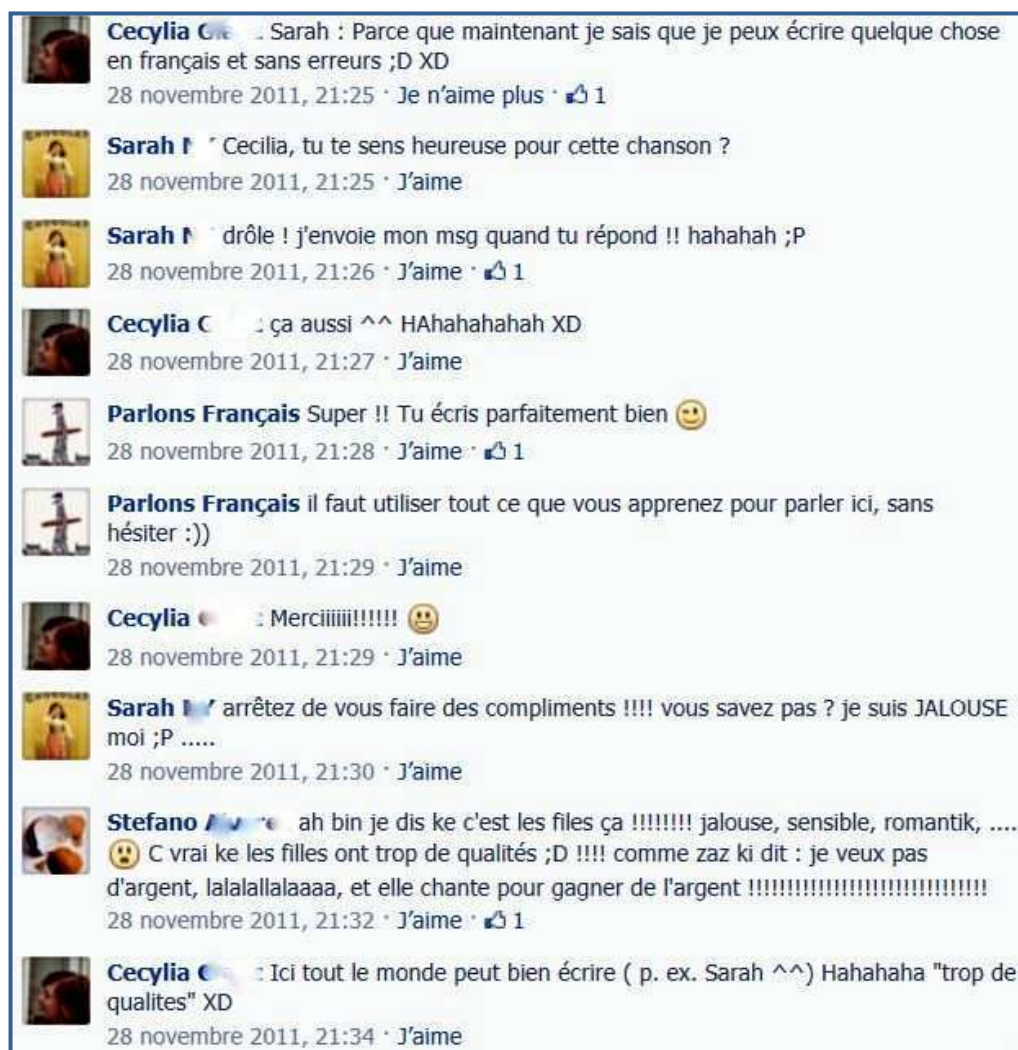 Cecylia Sarah : Parce que maintenant je sais que je peux écrire quelque chose
en français et sans erreurs ;D XD
28 novembre 2011, 21:25 · Je n'aime plus · 1
Sarah Cecilia, tu te sens heureuse pour cette chanson ?
28 novembre 2011, 21:25 · J'aime
Sarah drôle ! j'envoie mon msg quand tu répond !! hahahah ;P
28 novembre 2011, 21:26 · J'aime · 1
Cecylia ça aussi ^^ HAhahahahah XD
28 novembre 2011, 21:27 · J'aime
Parlons Français Super !! Tu écris parfaitement bien
28 novembre 2011, 21:28 · J'aime · 1
Parlons Français il faut utiliser tout ce que vous apprenez pour parler ici, sans
hésiter :))
28 novembre 2011, 21:29 · J'aime
Cecylia Merciiiiii!!!!!!
28 novembre 2011, 21:29 · J'aime
Sarah arrêtez de vous faire des compliments !!!! vous savez pas ? je suis JALOUSE
moi ;P .....
28 novembre 2011, 21:30 · J'aime
Stefano ah bin je dis ke c'est les files ça !!!!!!!! jalouse, sensible, romantik, ....
C vrai ke les filles ont trop de qualités ;D !!!! comme zaz ki dit : je veux pas
d'argent, lalalallalaaaa, et elle chante pour gagner de l'argent !!!!!!!!!!!!!!!!!!!!!!!!!!!!!!!
28 novembre 2011, 21:32 · J'aime · 1
Cecylia Ici tout le monde peut bien écrire ( p. ex. Sarah ^^) Hahahaha "trop de
qualites" XD
28 novembre 2011, 21:34 · J'aime